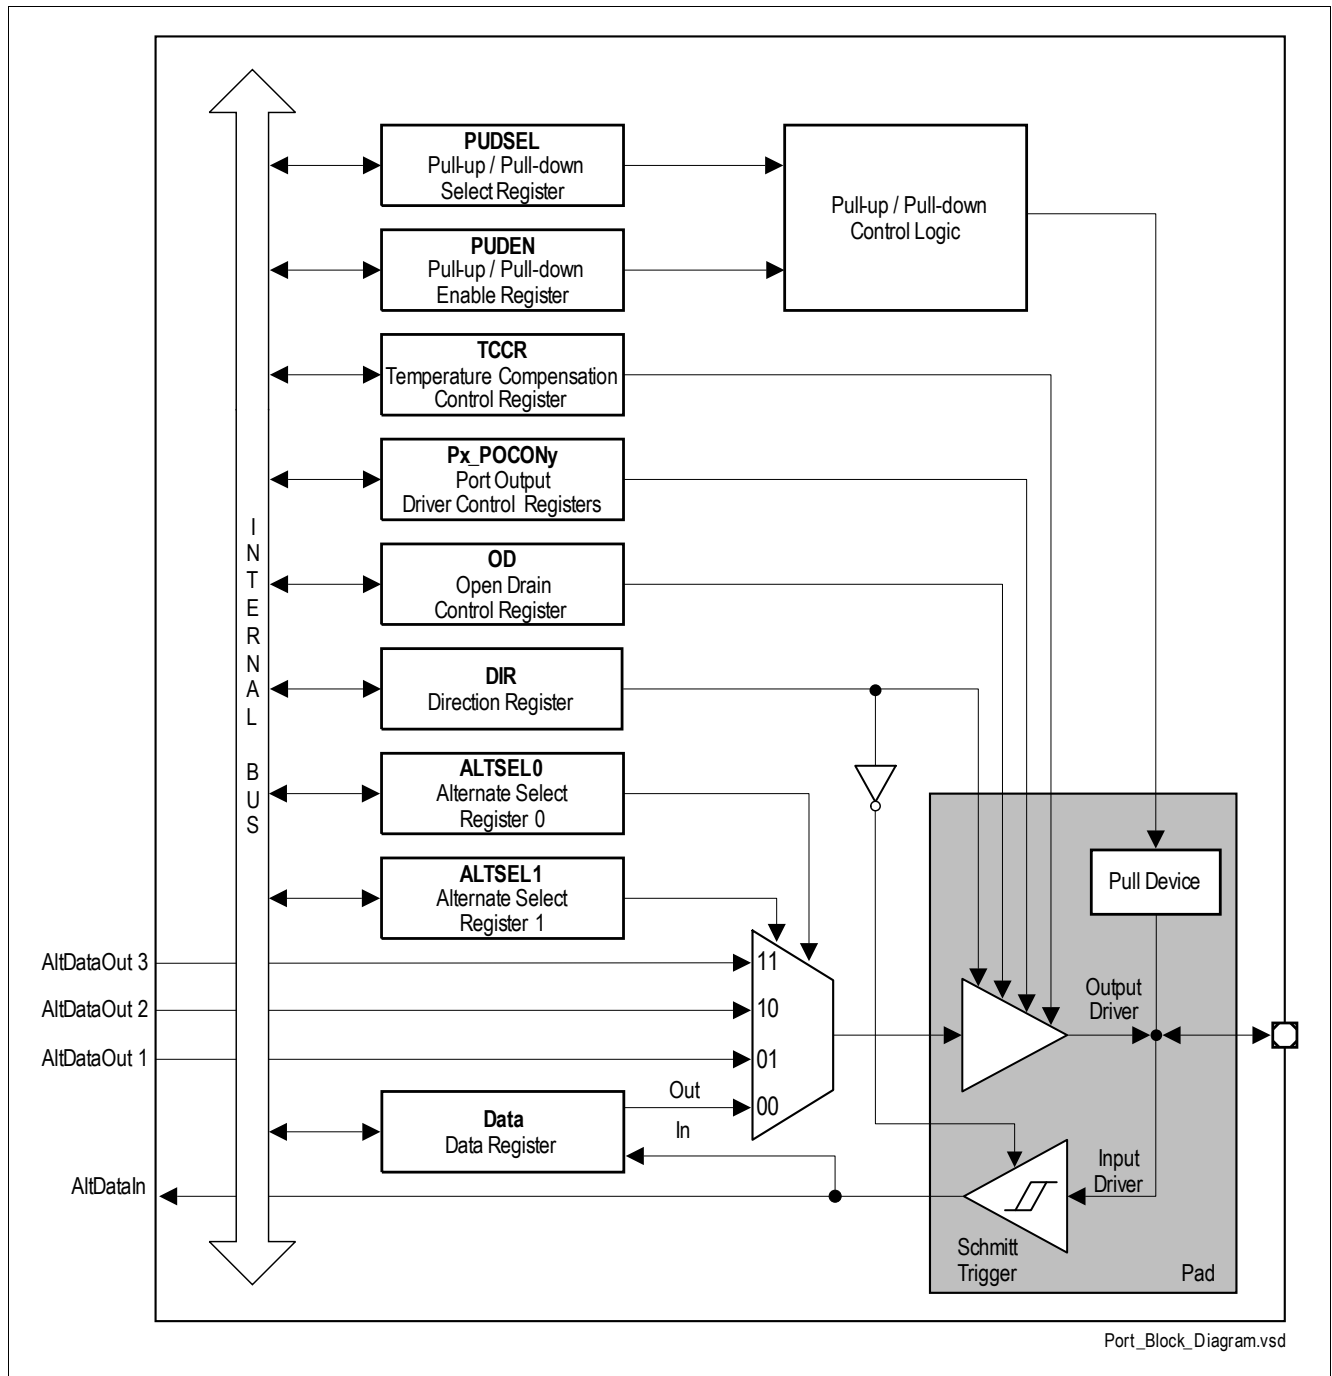 PUDSEL
Pull-up / Pull-down
Select Register
Pull-up / Pull-down
Control Logic
PUDEN
Pull-up / Pull-down
Enable Register
TCCR
Temperature Compensation
Control Register
Px_POCONy
Port Output
Driver Control Registers
INTERNAL BUS
OD
Open Drain
Control Register
DIR
Direction Register
ALTSEL0
Alternate Select
Register 0
ALTSEL1
Alternate Select
Register 1
Pull Device
AltDataOut 3
11
AltDataOut 2
10
AltDataOut 1
01
00
Output
Driver
Data
Data Register
Out
In
AltDataIn
Input
Driver
Schmitt
Trigger
Pad
Port_Block_Diagram.vsd